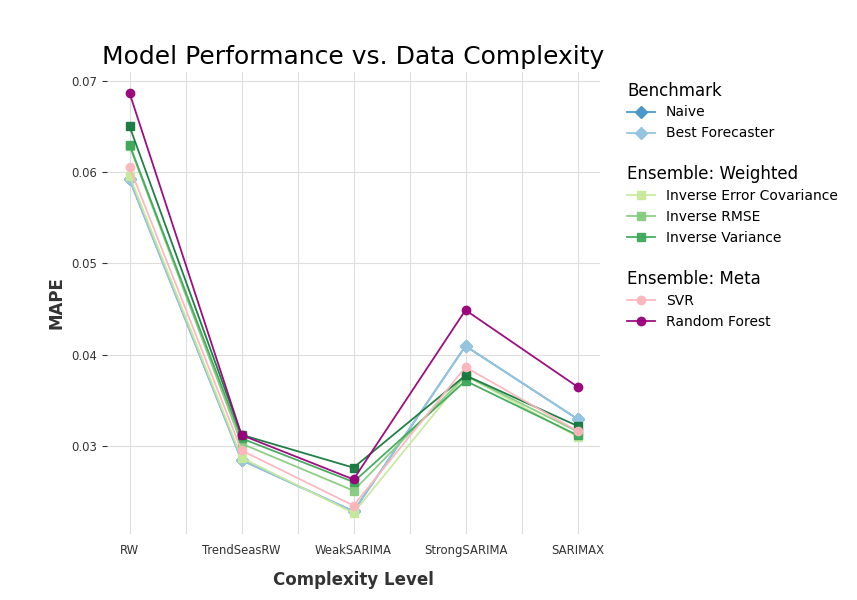 Model Performance vs. Data Complexity
0.07
0.06
0.05
0.04
0.03
MAPE
RW
TrendSeasRW
WeakSARIMA
StrongSARIMA
SARIMAX
Complexity Level
Benchmark
Naive
Best Forecaster
Ensemble: Weighted
Inverse Error Covariance
Inverse RMSE
Inverse Variance
Ensemble: Meta
SVR
Random Forest